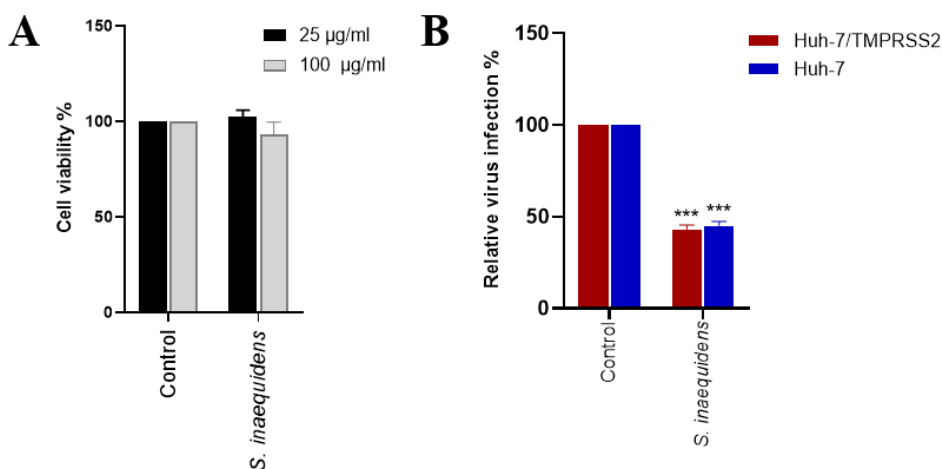 A
Cell viability %
150
100
50
0
25 µg/ml
100 µg/ml
Control
S. inaequidens
B
Relative virus infection %
150
100
50
0
Huh-7/TMPRSS2
Huh-7
***
***
Control
S. inaequidens